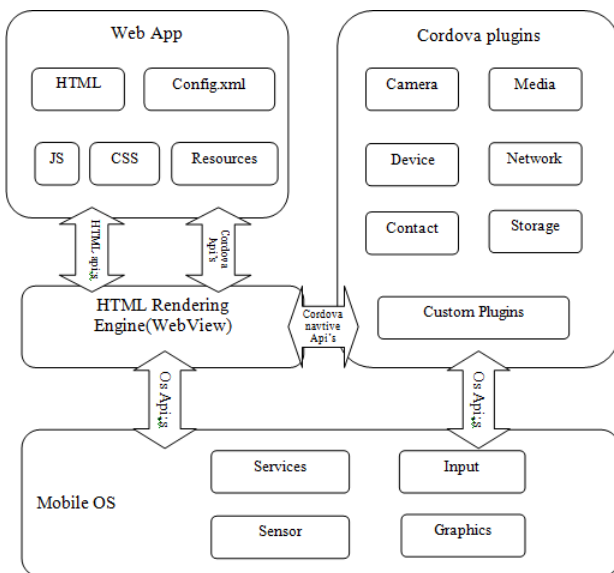 Web App
HTML
Config.xml
JS
CSS
Resources
HTML api;s
Cordova
Api's
HTML Rendering
Engine(WebView)
Cordova
navtive
Api's
Cordova plugins
Camera
Media
Device
Network
Contact
Storage
Custom Plugins
Os Api;s
Os Api;s
Mobile OS
Services
Input
Sensor
Graphics